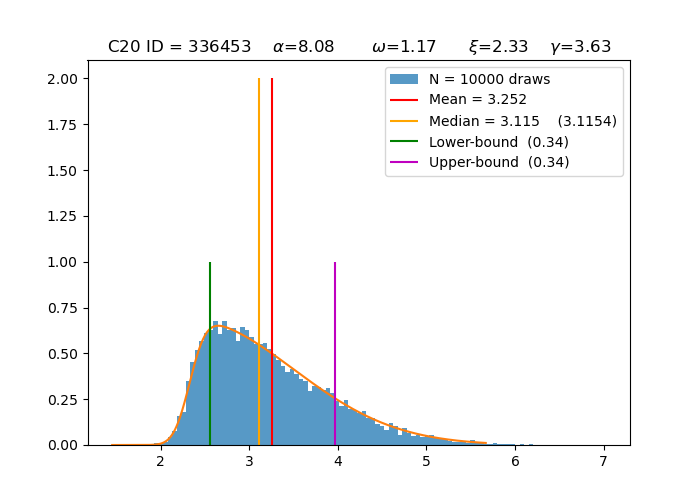 C20 ID = 336453 α=8.08 ω=1.17 ξ=2.33 γ=3.63
N = 10000 draws
Mean = 3.252
Median = 3.115 (3.1154)
Lower-bound (0.34)
Upper-bound (0.34)
2.00
1.75
1.50
1.25
1.00
0.75
0.50
0.25
0.00
2 3 4 5 6 7